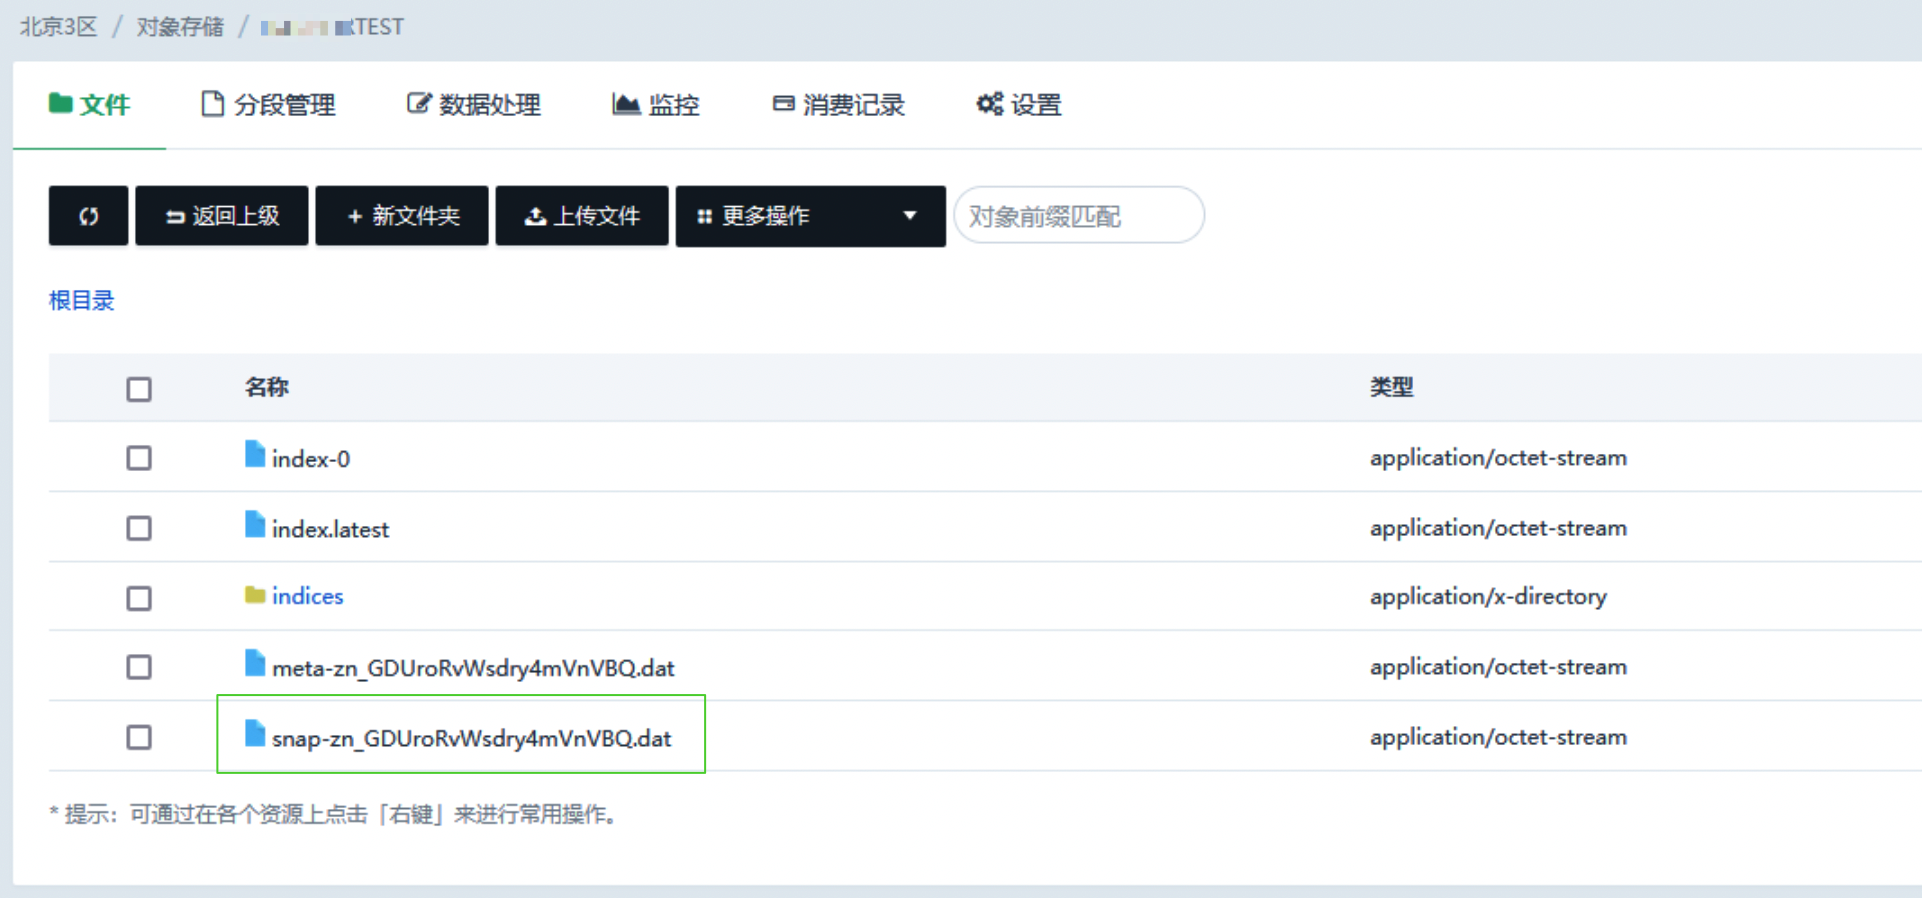 北京3区 / 对象存储 / TEST
文件 分段管理 数据处理 监控 消费记录 设置
返回上级 + 新文件夹 上传文件 更多操作 对象前缀匹配
根目录
名称 类型
index-0 application/octet-stream
index.latest application/octet-stream
indices application/x-directory
meta-zn_GDUroRvWsdry4mVnVBQ.dat application/octet-stream
snap-zn_GDUroRvWsdry4mVnVBQ.dat application/octet-stream
* 提示：可通过在各个资源上点击「右键」来进行常用操作。